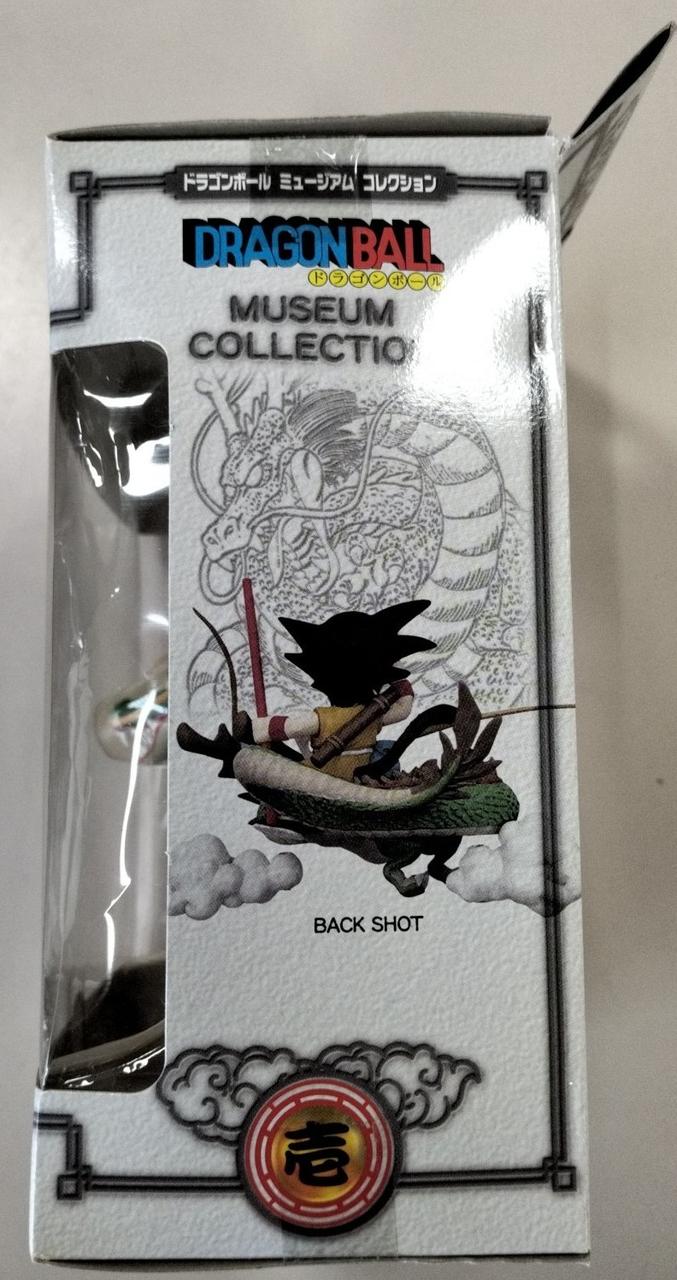 ドラゴンボール ミュージアム コレクション
DRAGON BALL
ドラゴンボール
MUSEUM
COLLECTIO
BACK SHOT
壱